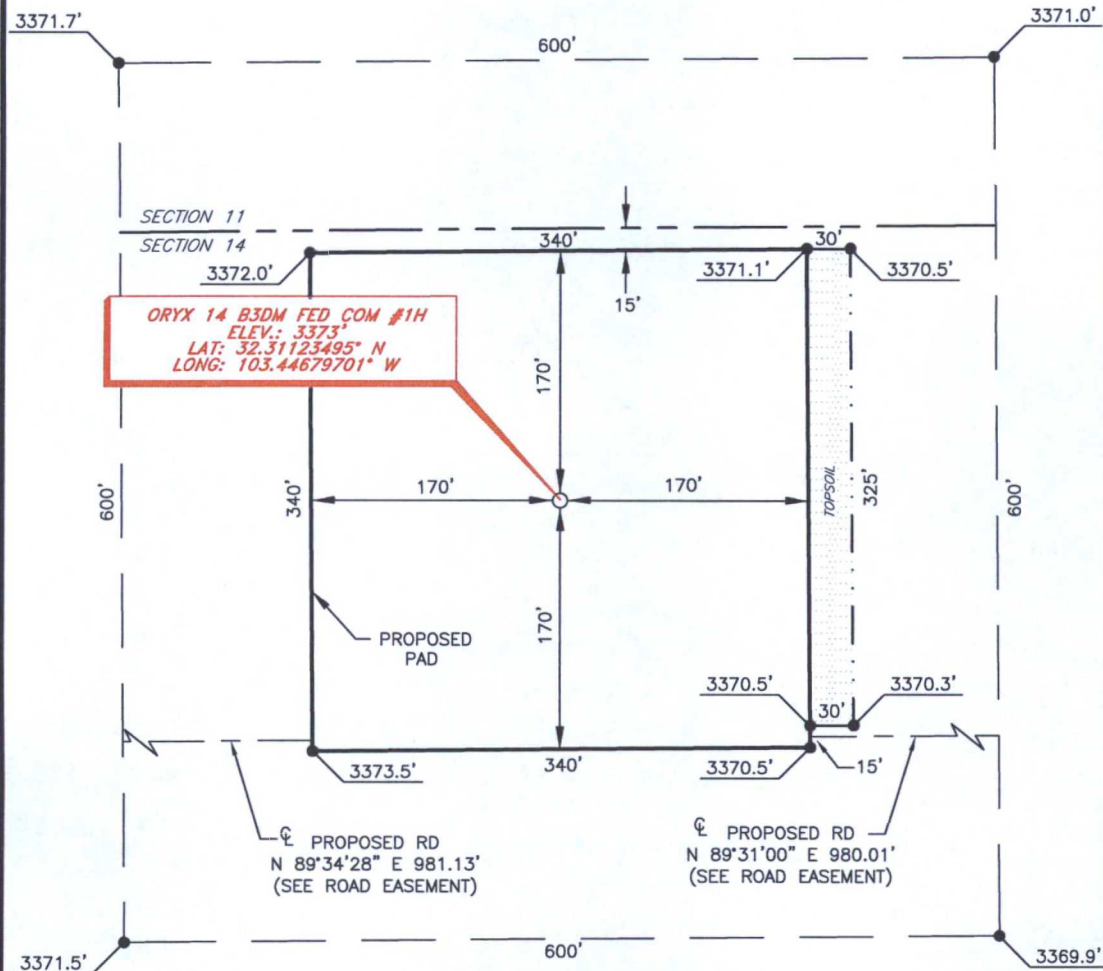 3371.7'
3371.0'
600'
SECTION 11
SECTION 14
340'
30'
3372.0'
3371.1'
3370.5'
15'
ORYX 14 B3DM FED COM #1H
ELEV.: 3373'
LAT: 32.31123495° N
LONG: 103.44679701° W
170'
600'
340'
170'
170'
TOPSOIL
325'
600'
170'
PROPOSED
PAD
3370.5'
3370.3'
30'
3373.5'
340'
3370.5'
15'
℄ PROPOSED RD
N 89°34'28" E 981.13'
(SEE ROAD EASEMENT)
℄ PROPOSED RD
N 89°31'00" E 980.01'
(SEE ROAD EASEMENT)
3371.5'
600'
3369.9'